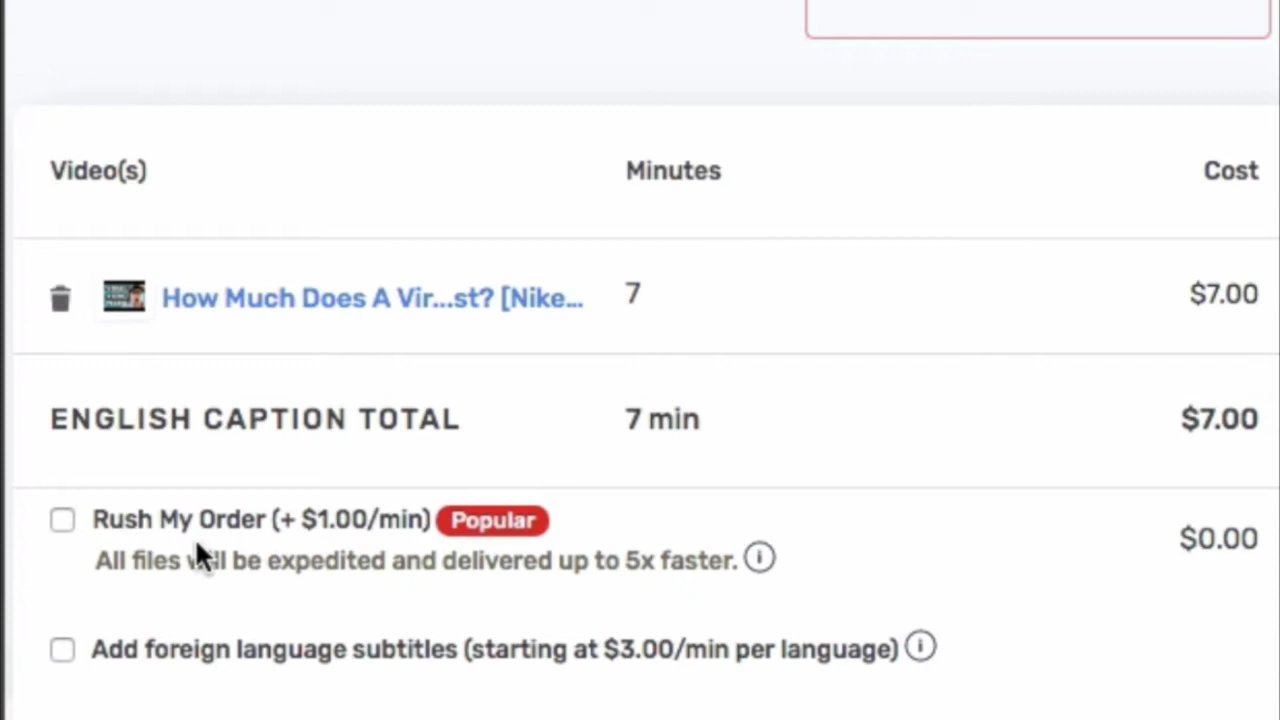 Video(s) Minutes Cost
How Much Does A Vir...st? [Nike... 7 $7.00
ENGLISH CAPTION TOTAL 7 min $7.00
Rush My Order (+ $1.00/min) Popular
$0.00
All files will be expedited and delivered up to 5x faster.
Add foreign language subtitles (starting at $3.00/min per language)